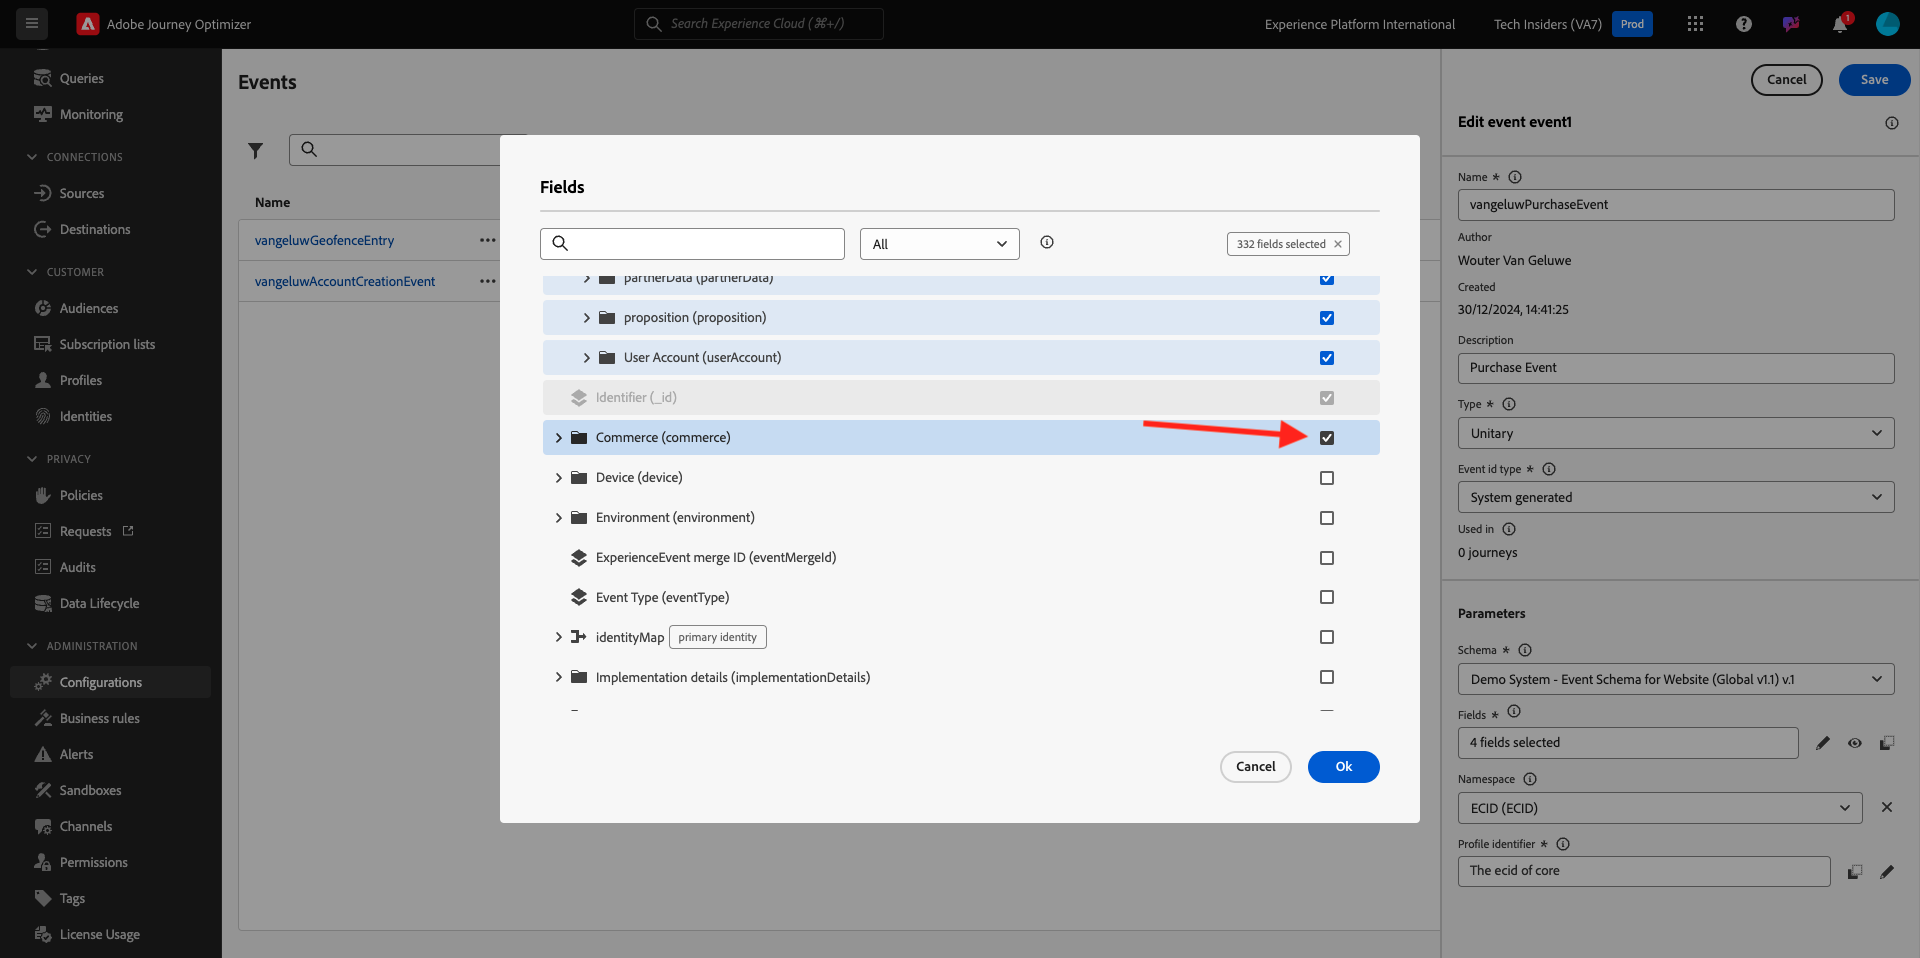 Adobe Journey Optimizer
Search Experience Cloud (⌘+/)
Experience Platform International
Tech Insiders (VA7)
Prod
1
Queries
Monitoring
CONNECTIONS
Sources
Destinations
CUSTOMER
Audiences
Subscription lists
Profiles
Identities
PRIVACY
Policies
Requests
Audits
Data Lifecycle
ADMINISTRATION
Configurations
Business rules
Alerts
Sandboxes
Channels
Permissions
Tags
License Usage
Events
Name
vangeluwGeofenceEntry
vangeluwAccountCreationEvent
Fields
All
332 fields selected
partnerData (partnerData)
proposition (proposition)
User Account (userAccount)
Identifier (_id)
Commerce (commerce)
Device (device)
Environment (environment)
ExperienceEvent merge ID (eventMergeId)
Event Type (eventType)
identityMap primary identity
Implementation details (implementationDetails)
Cancel
Ok
Cancel
Save
Edit event event1
Name *
vangeluwPurchaseEvent
Author
Wouter Van Geluwe
Created
30/12/2024, 14:41:25
Description
Purchase Event
Type *
Unitary
Event id type *
System generated
Used in
0 journeys
Parameters
Schema *
Demo System - Event Schema for Website (Global v1.1) v.1
Fields *
4 fields selected
Namespace
ECID (ECID)
Profile identifier *
The ecid of core